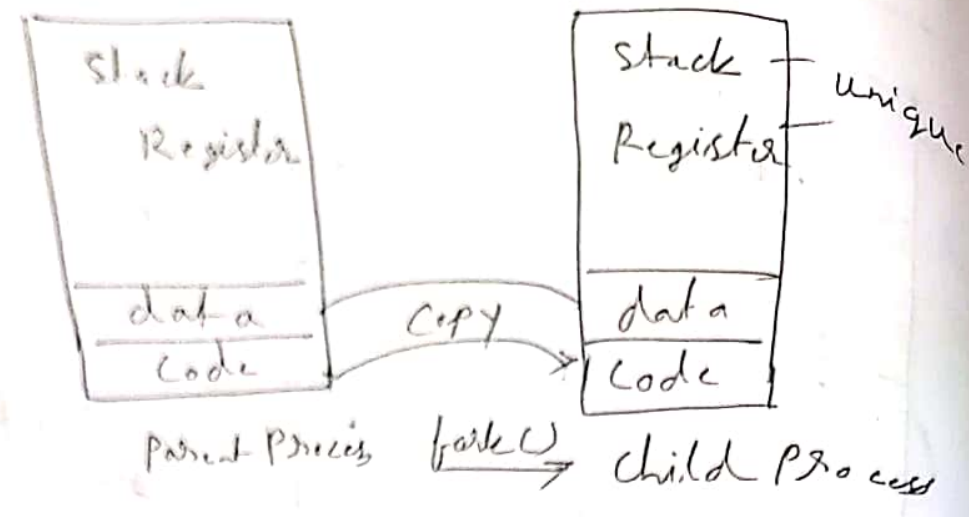 Stack
Register
data
Code
Copy
Stack
Register
unique
data
Code
Parent Process fork() Child Process